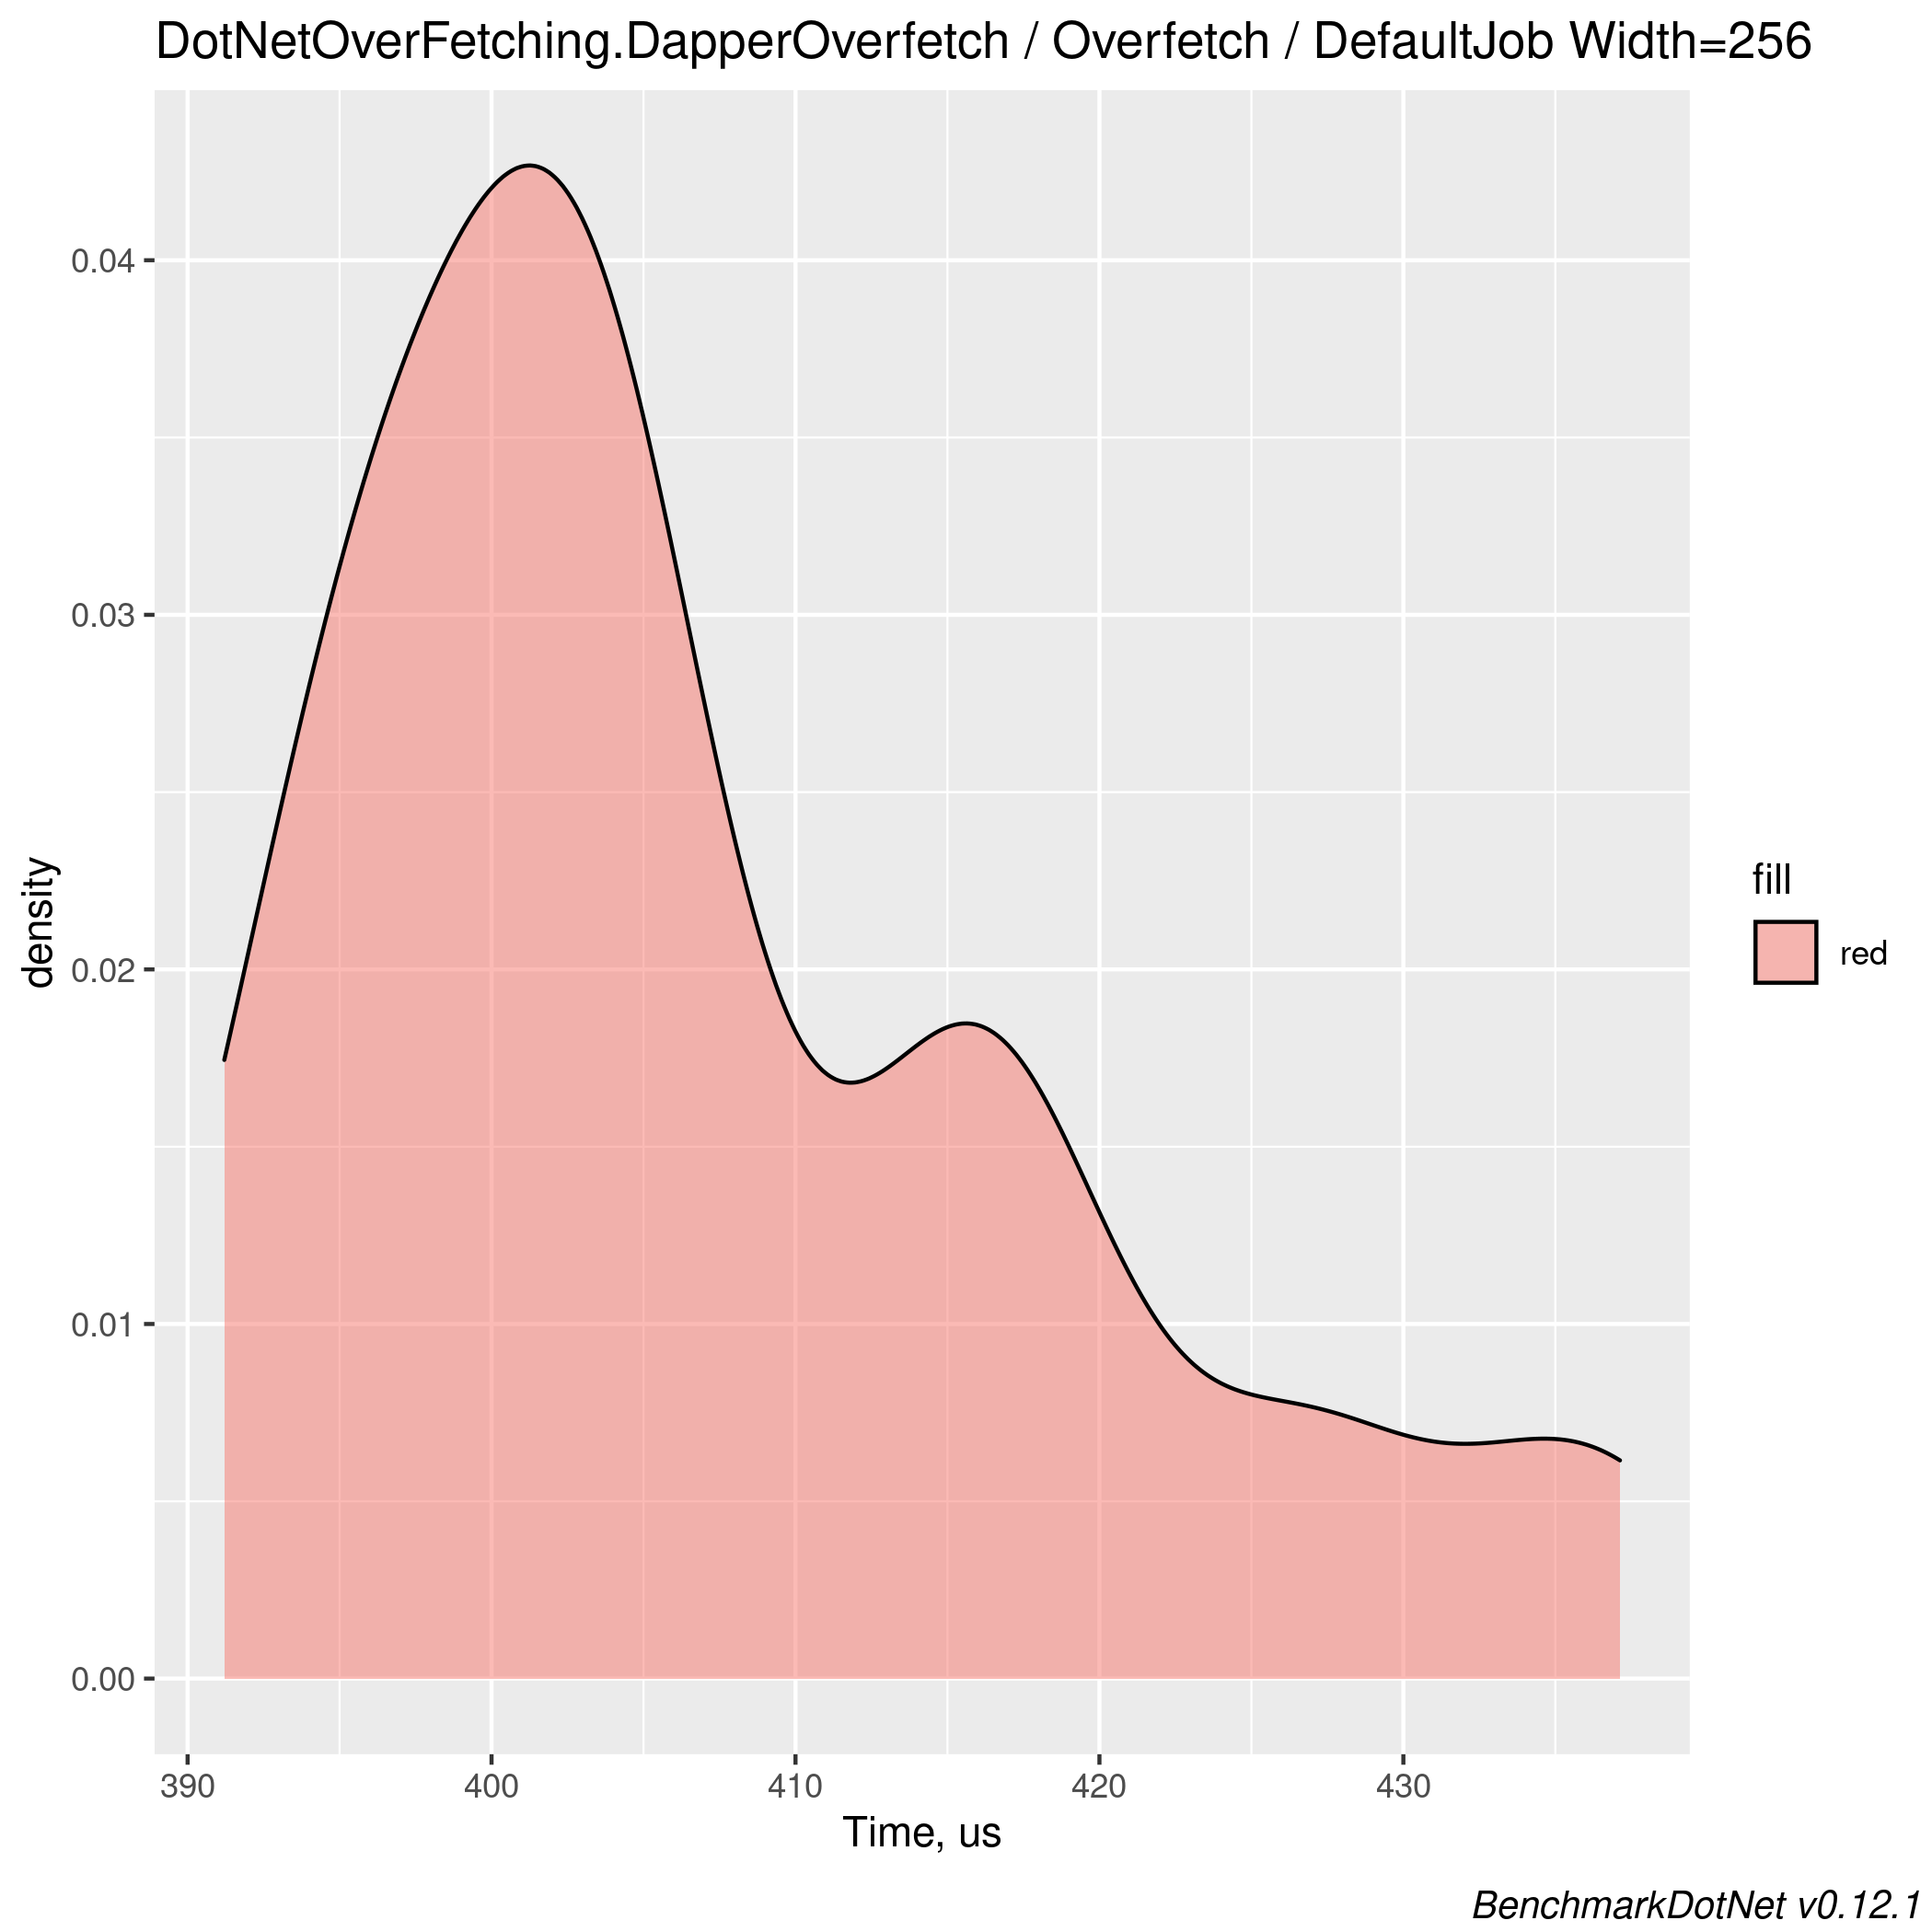 DotNetOverFetching.DapperOverfetch / Overfetch / DefaultJob Width=256
density
0.04
0.03
0.02
0.01
0.00
390 400 410 420 430
Time, us
fill
red
BenchmarkDotNet v0.12.1